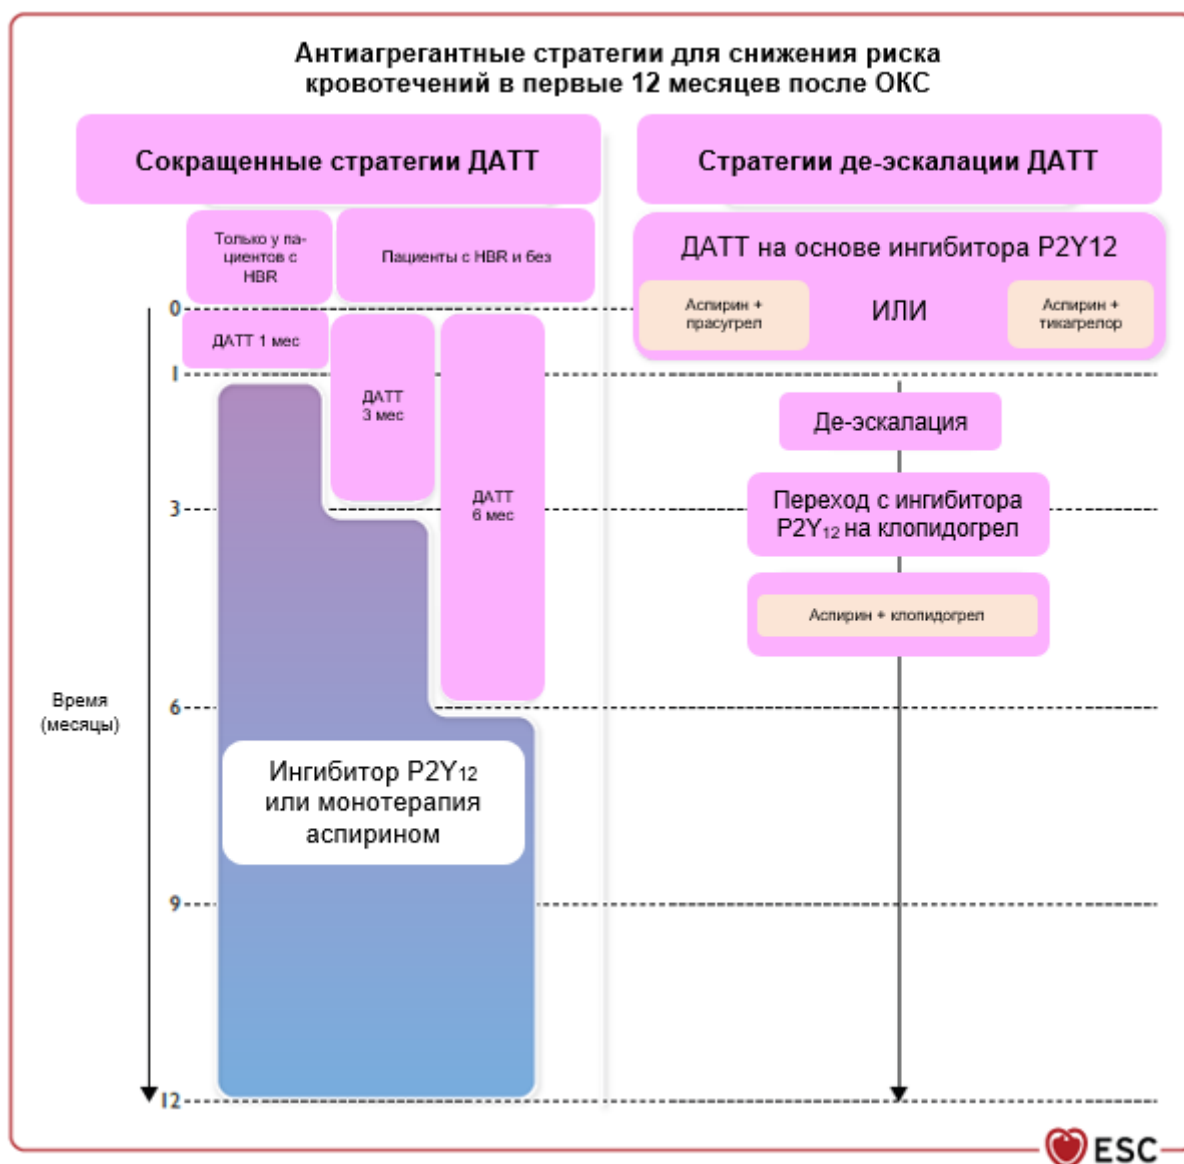 Антиагрегантные стратегии для снижения риска
кровотечений в первые 12 месяцев после ОКС
Сокращенные стратегии ДАТТ
Стратегии де-эскалации ДАТТ
Только у па-
циентов с
HBR
Пациенты с HBR и без
ДАТТ на основе ингибитора P2Y12
Аспирин +
прасугрел
ИЛИ
Аспирин +
тикагрелор
0
ДАТТ 1 мес
1
ДАТТ
3 мес
Де-эскалация
ДАТТ
6 мес
3
Переход с ингибитора
P2Y₁₂ на клопидогрел
Аспирин + клопидогрел
Время
(месяцы)
6
Ингибитор P2Y₁₂
или монотерапия
аспирином
9
12
ESC